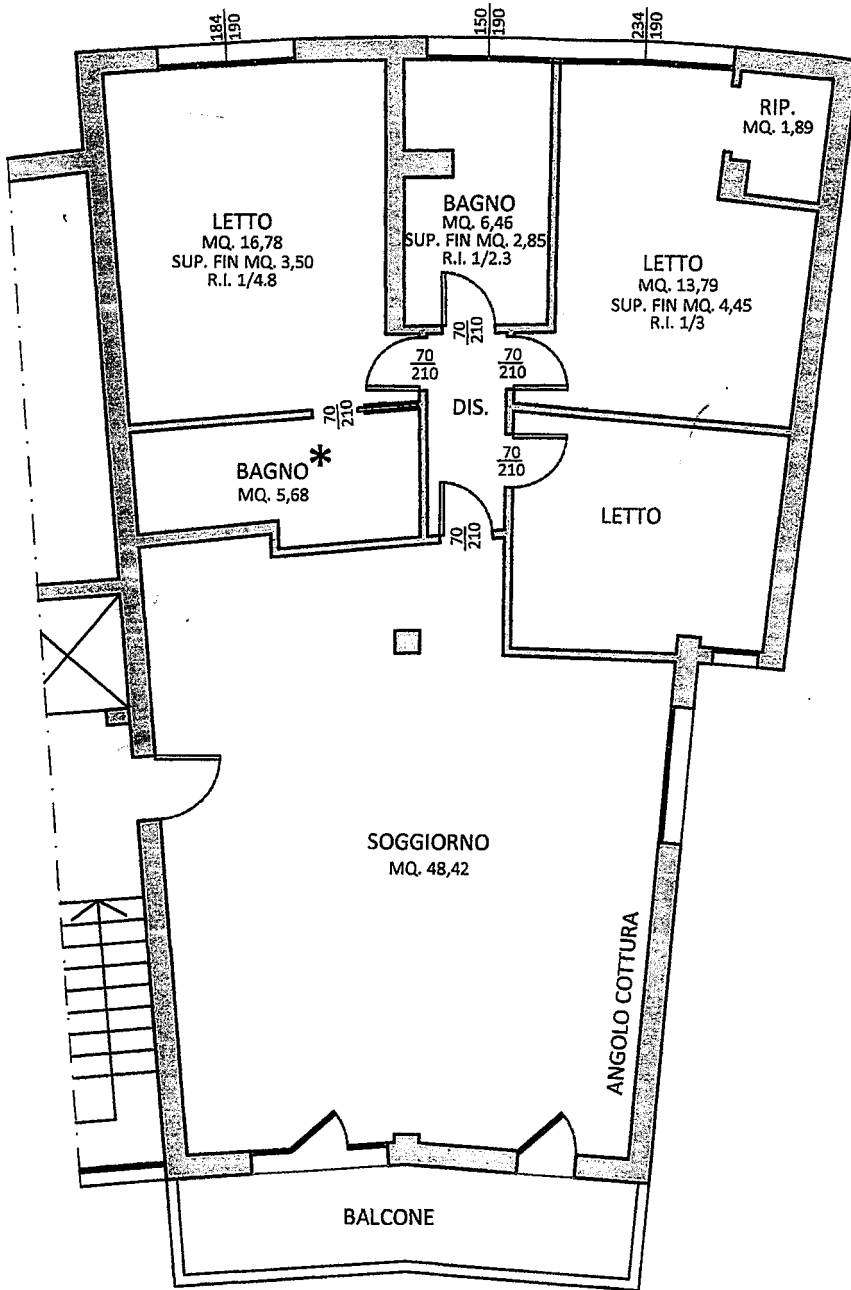 184
190
150
190
234
190
RIP.
MQ. 1,89
LETTO
MQ. 16,78
SUP. FIN MQ. 3,50
R.I. 1/4.8
BAGNO
MQ. 6,46
SUP. FIN MQ. 2,85
R.I. 1/2.3
LETTO
MQ. 13,79
SUP. FIN MQ. 4,45
R.I. 1/3
70
210
70
210
70
210
DIS.
70
210
BAGNO *
MQ. 5,68
70
210
LETTO
70
210
SOGGIORNO
MQ. 48,42
ANGOLO COTTURA
BALCONE